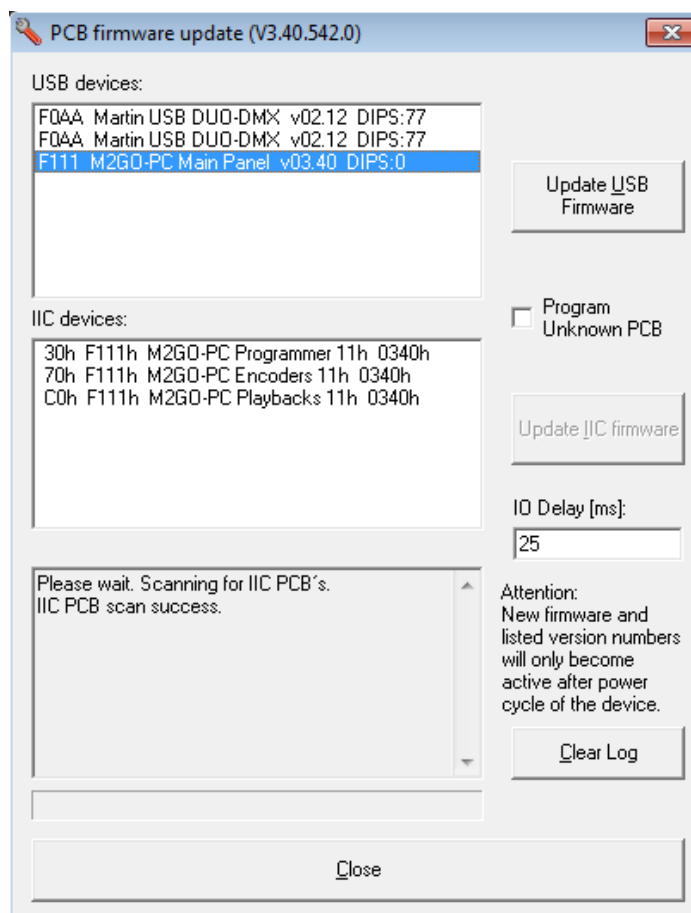 PCB firmware update (V3.40.542.0)
USB devices:
F0AA Martin USB DUO-DMX v02.12 DIPS:77
F0AA Martin USB DUO-DMX v02.12 DIPS:77
F111 M2GO-PC Main Panel v03.40 DIPS:0
Update USB
Firmware
Program
Unknown PCB
IIC devices:
30h F111h M2GO-PC Programmer 11h 0340h
70h F111h M2GO-PC Encoders 11h 0340h
C0h F111h M2GO-PC Playbacks 11h 0340h
Update IIC firmware
IO Delay [ms]:
25
Please wait. Scanning for IIC PCB´s.
IIC PCB scan success.
Attention:
New firmware and
listed version numbers
will only become
active after power
cycle of the device.
Clear Log
Close